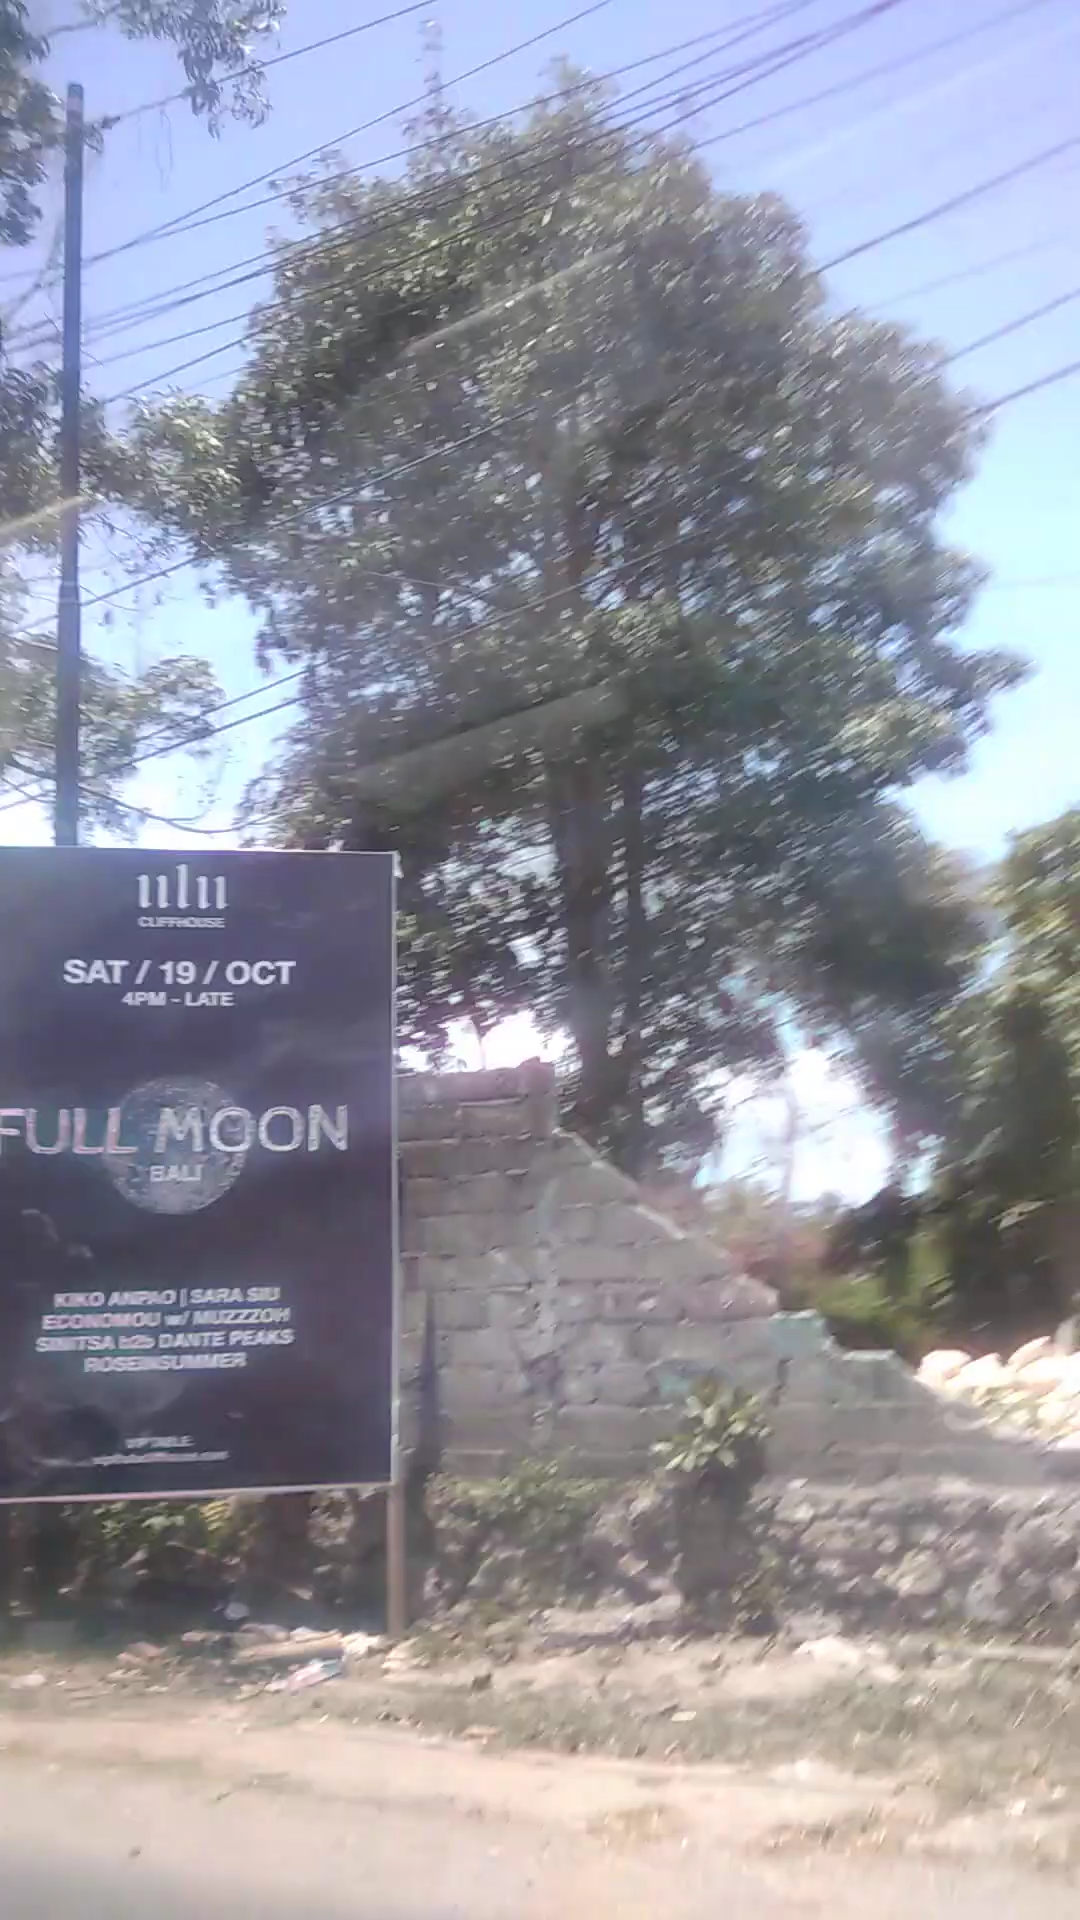 ulu
CLIFFHOUSE
SAT / 19 / OCT
4PM - LATE
FULL MOON
BALI
KIKO ANPAO | SARA SIU
ECONOMOU w/ MUZZZOH
SIMITSA b2b DANTE PEAKS
ROSEINSUMMER